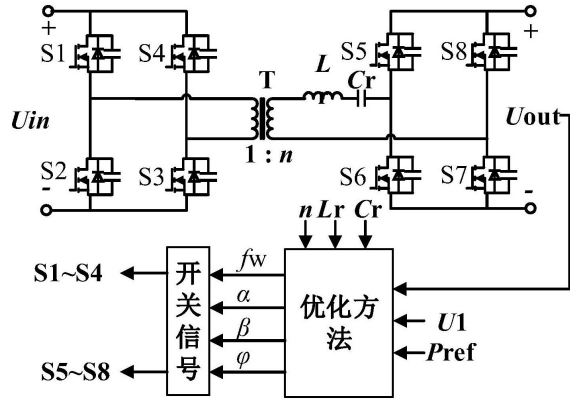 +
S1
S4
S5
S8
+
T
L
Cr
Uin
Uout
S2
S3
1 : n
S6
S7
-
-
n Lr Cr
S1~S4
S5~S8
开关信号
fw
α
β
φ
优化方法
U1
Pref